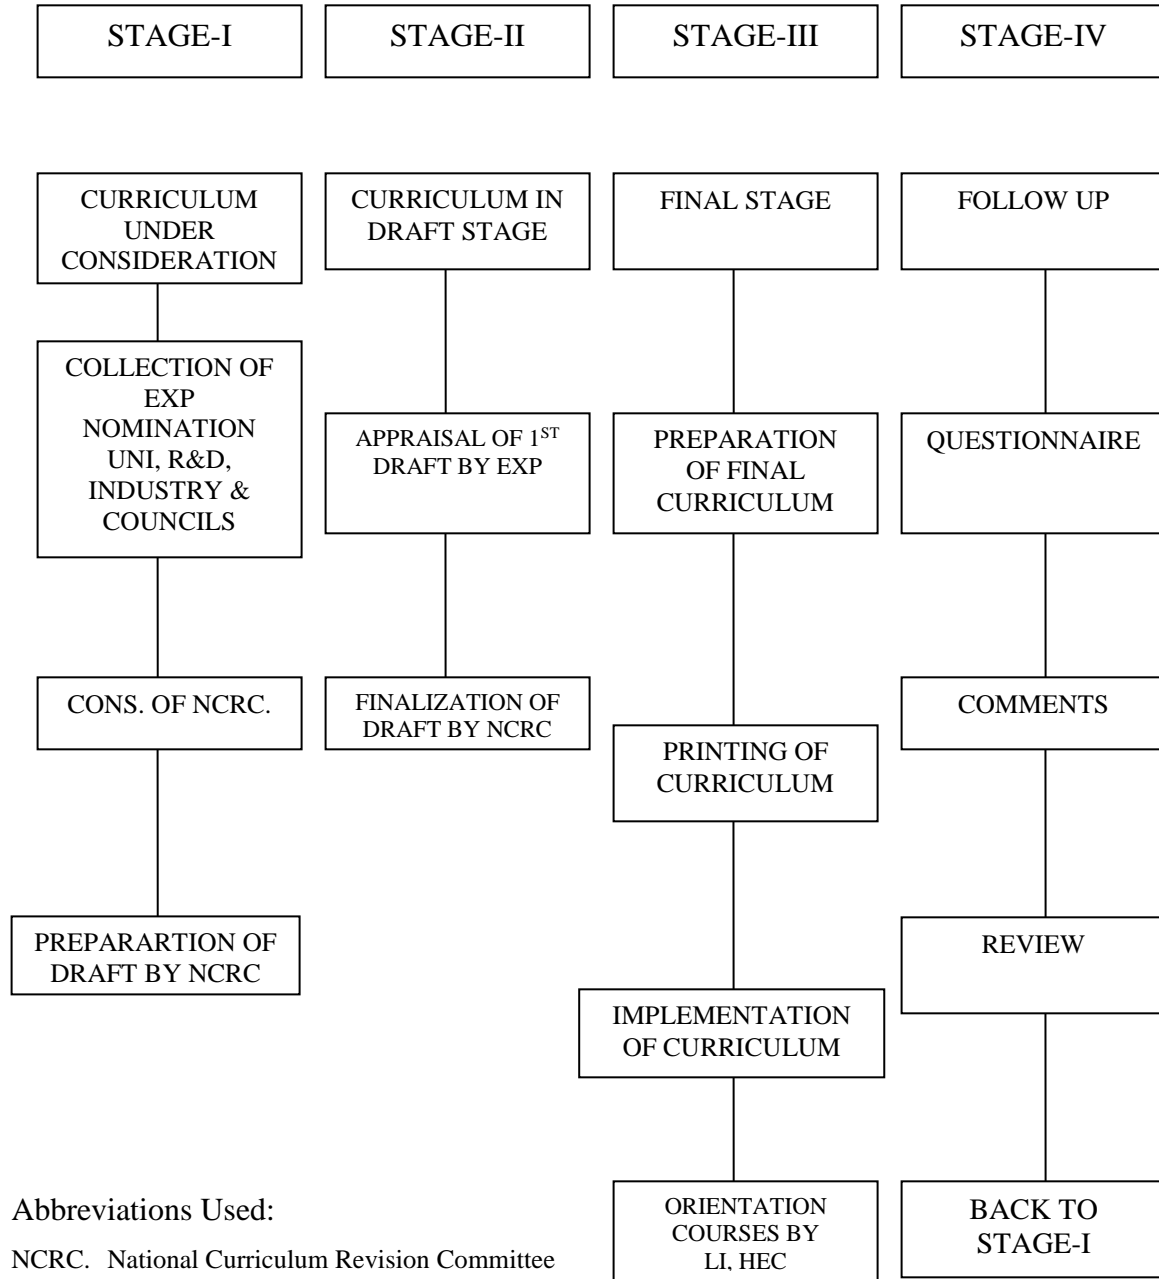 STAGE-I
STAGE-II
STAGE-III
STAGE-IV
CURRICULUM
UNDER
CONSIDERATION
COLLECTION OF
EXP
NOMINATION
UNI, R&D,
INDUSTRY &
COUNCILS
CONS. OF NCRC.
PREPARARTION OF
DRAFT BY NCRC
CURRICULUM IN
DRAFT STAGE
APPRAISAL OF 1ST
DRAFT BY EXP
FINALIZATION OF
DRAFT BY NCRC
FINAL STAGE
PREPARATION
OF FINAL
CURRICULUM
PRINTING OF
CURRICULUM
IMPLEMENTATION
OF CURRICULUM
ORIENTATION
COURSES BY
LI, HEC
FOLLOW UP
QUESTIONNAIRE
COMMENTS
REVIEW
BACK TO
STAGE-I
Abbreviations Used:
NCRC. National Curriculum Revision Committee